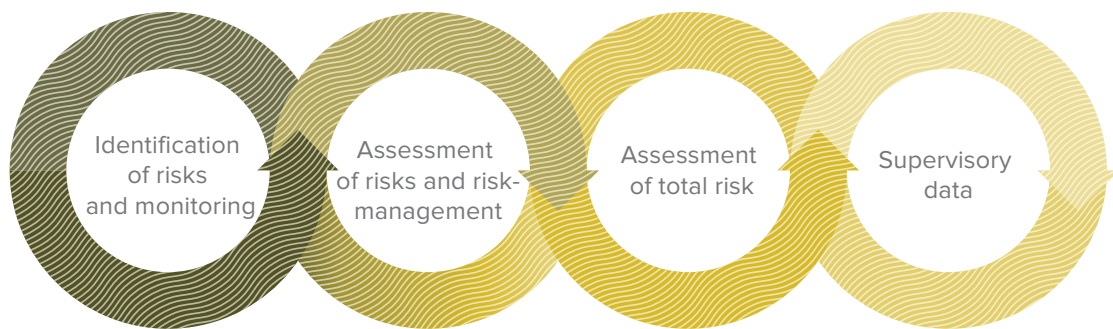 Identification
of risks
and monitoring
Assessment
of risks and risk-
management
Assessment
of total risk
Supervisory
data